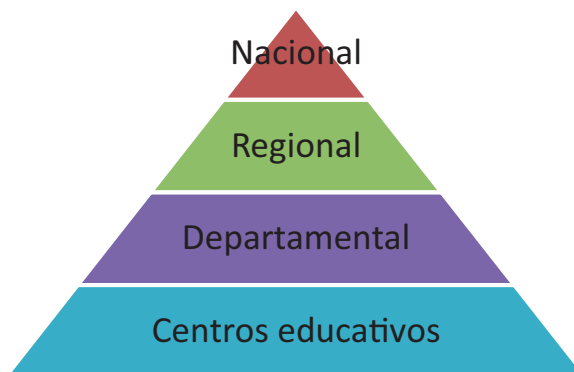 Nacional
Regional
Departamental
Centros educativos